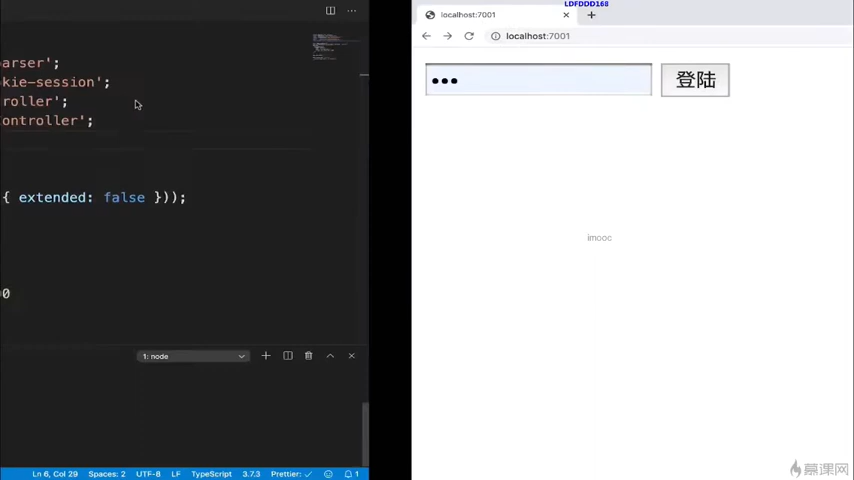 arser';
kie-session';
roller';
ontroller';
{ extended: false }));
0
1: node
Ln 6, Col 29
Spaces: 2
UTF-8
LF
TypeScript
3.7.3
Prettier: ✓
1
LDFDDD168
localhost:7001
localhost:7001
•••
登陆
imooc
慕课网